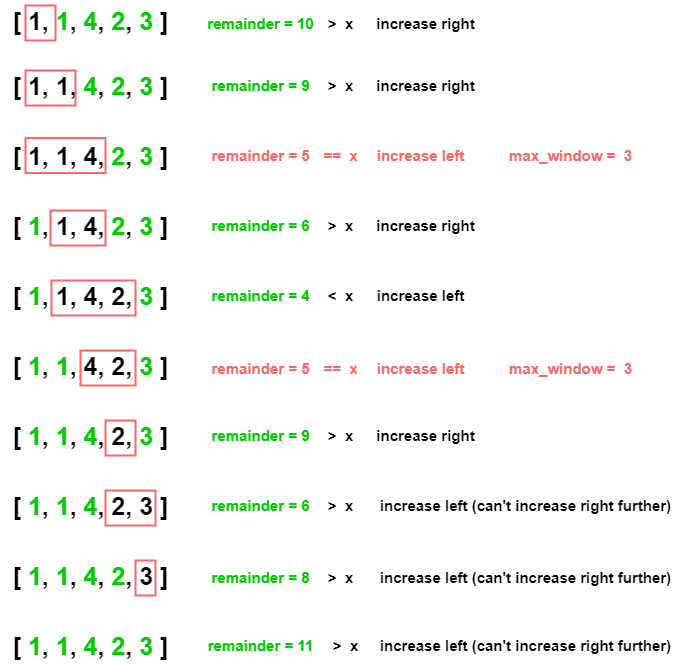 [ 1, 1, 4, 2, 3 ] remainder = 10 > x increase right
[ 1, 1, 4, 2, 3 ] remainder = 9 > x increase right
[ 1, 1, 4, 2, 3 ] remainder = 5 == x increase left max_window = 3
[ 1, 1, 4, 2, 3 ] remainder = 6 > x increase right
[ 1, 1, 4, 2, 3 ] remainder = 4 < x increase left
[ 1, 1, 4, 2, 3 ] remainder = 5 == x increase left max_window = 3
[ 1, 1, 4, 2, 3 ] remainder = 9 > x increase right
[ 1, 1, 4, 2, 3 ] remainder = 6 > x increase left (can't increase right further)
[ 1, 1, 4, 2, 3 ] remainder = 8 > x increase left (can't increase right further)
[ 1, 1, 4, 2, 3 ] remainder = 11 > x increase left (can't increase right further)